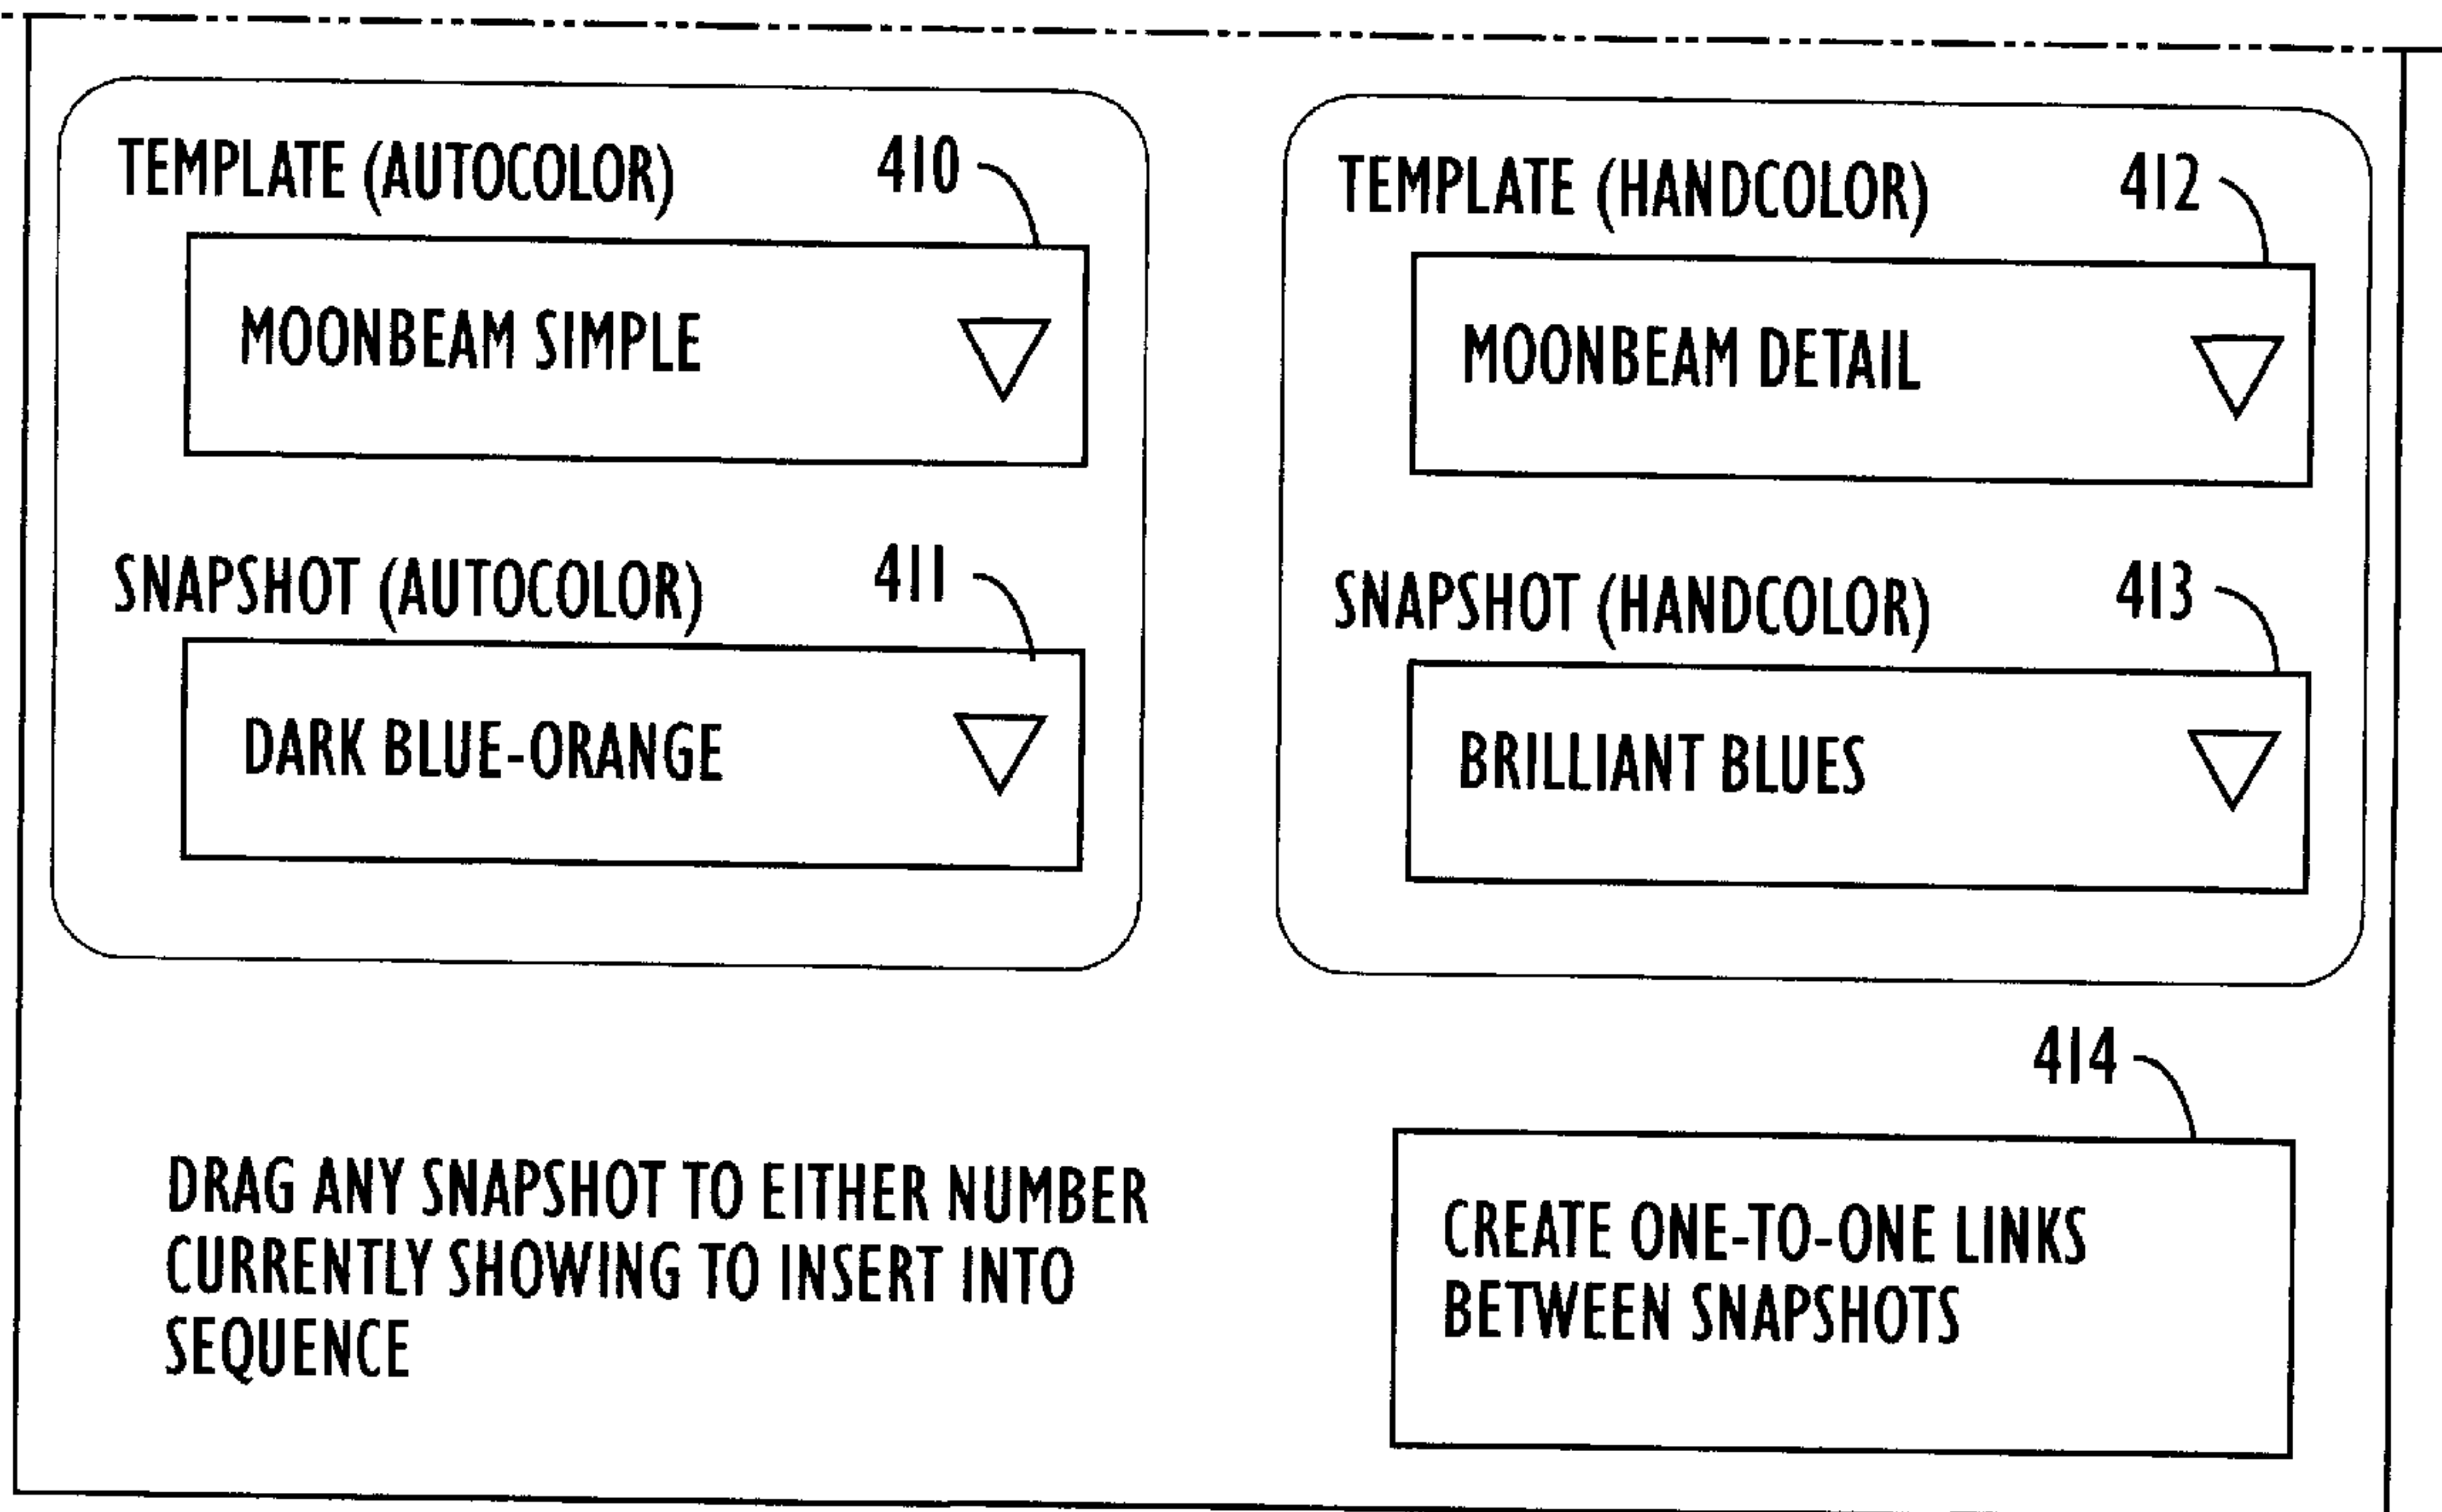 TEMPLATE (AUTOCOLOR) 410
MOONBEAM SIMPLE
SNAPSHOT (AUTOCOLOR) 411
DARK BLUE-ORANGE
TEMPLATE (HANDCOLOR) 412
MOONBEAM DETAIL
SNAPSHOT (HANDCOLOR) 413
BRILLIANT BLUES
DRAG ANY SNAPSHOT TO EITHER NUMBER
CURRENTLY SHOWING TO INSERT INTO
SEQUENCE
414
CREATE ONE-TO-ONE LINKS
BETWEEN SNAPSHOTS